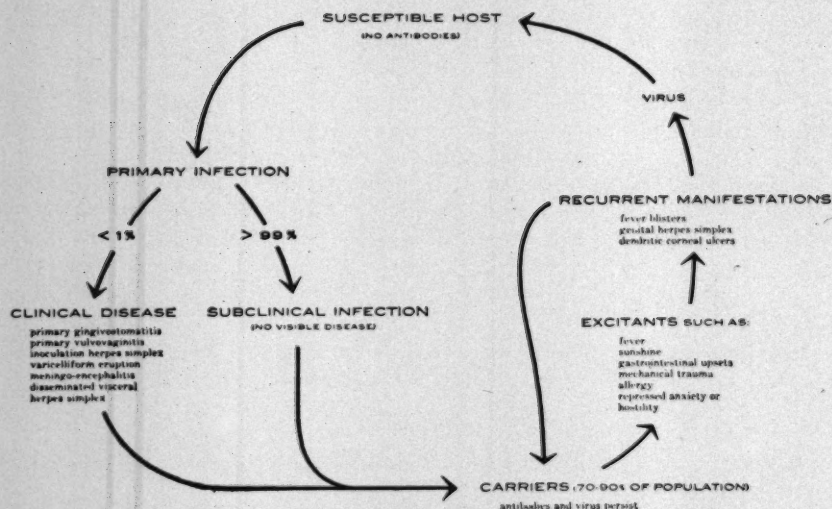 SUSCEPTIBLE HOST
(NO ANTIBODIES)
VIRUS
PRIMARY INFECTION
RECURRENT MANIFESTATIONS
fever blisters
genital herpes simplex
dendritic corneal ulcers
< 1%
> 99%
CLINICAL DISEASE
primary gingivostomatitis
primary vulvovaginitis
inoculation herpes simplex
varicelliform eruption
meningo-encephalitis
disseminated visceral
herpes simplex
SUBCLINICAL INFECTION
(NO VISIBLE DISEASE)
EXCITANTS SUCH AS:
fever
sunshine
gastrointestinal upsets
mechanical trauma
allergy
repressed anxiety or
hostility
CARRIERS (70-90% OF POPULATION)
antibodies and virus persist